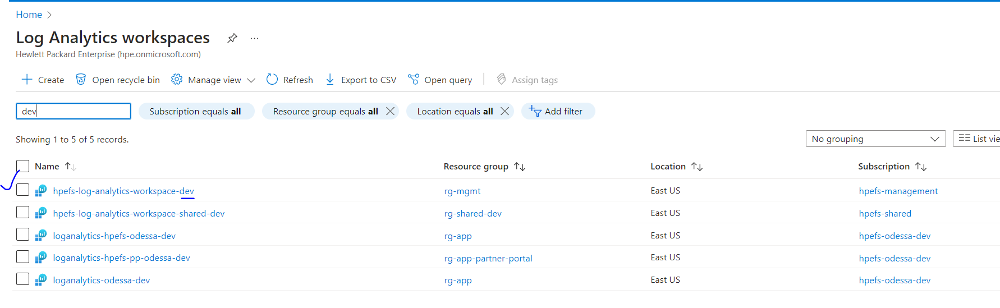 Home >
Log Analytics workspaces ...
Hewlett Packard Enterprise (hpe.onmicrosoft.com)
Create Open recycle bin Manage view Refresh Export to CSV Open query Assign tags
dev Subscription equals all Resource group equals all Location equals all Add filter
Showing 1 to 5 of 5 records. No grouping List vie
Name Resource group Location Subscription
hpefs-log-analytics-workspace-dev rg-mgmt East US hpefs-management
hpefs-log-analytics-workspace-shared-dev rg-shared-dev East US hpefs-shared
loganalytics-hpefs-odessa-dev rg-app East US hpefs-odessa-dev
loganalytics-hpefs-pp-odessa-dev rg-app-partner-portal East US hpefs-odessa-dev
loganalytics-odessa-dev rg-app East US hpefs-odessa-dev